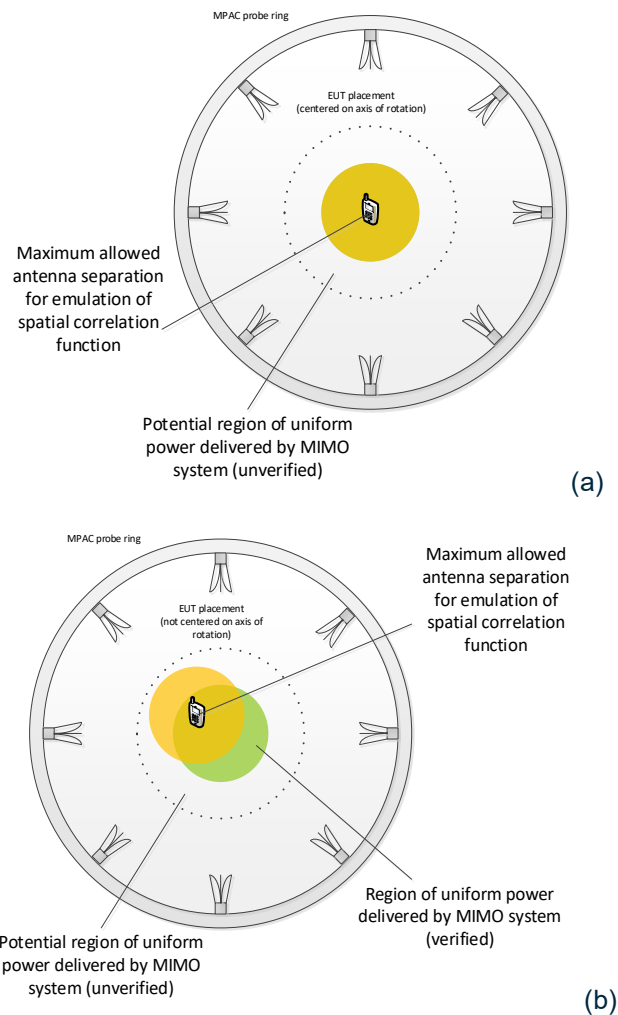 MPAC probe ring
EUT placement
(centered on axis of rotation)
Maximum allowed
antenna separation
for emulation of
spatial correlation
function
Potential region of uniform
power delivered by MIMO
system (unverified)
(a)
MPAC probe ring
Maximum allowed
antenna separation
for emulation of
spatial correlation
function
EUT placement
(not centered on axis of
rotation)
Region of uniform power
delivered by MIMO system
(verified)
Potential region of uniform
power delivered by MIMO
system (unverified)
(b)